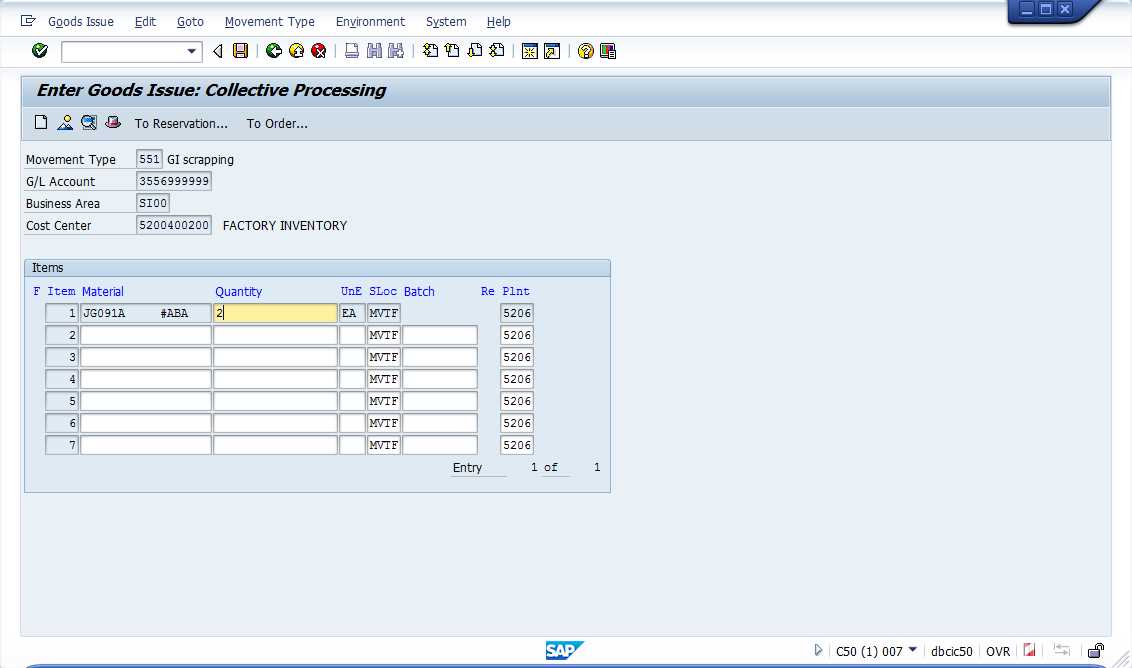 Goods Issue Edit Goto Movement Type Environment System Help
Enter Goods Issue: Collective Processing
To Reservation... To Order...
Movement Type 551 GI scrapping
G/L Account 3556999999
Business Area SI00
Cost Center 5200400200 FACTORY INVENTORY
Items
F Item Material Quantity UnE SLoc Batch Re Plnt
1 JG091A #ABA 2 EA MVTF 5206
2 MVTF 5206
3 MVTF 5206
4 MVTF 5206
5 MVTF 5206
6 MVTF 5206
7 MVTF 5206
Entry 1 of 1
SAP C50 (1) 007 dbcic50 OVR